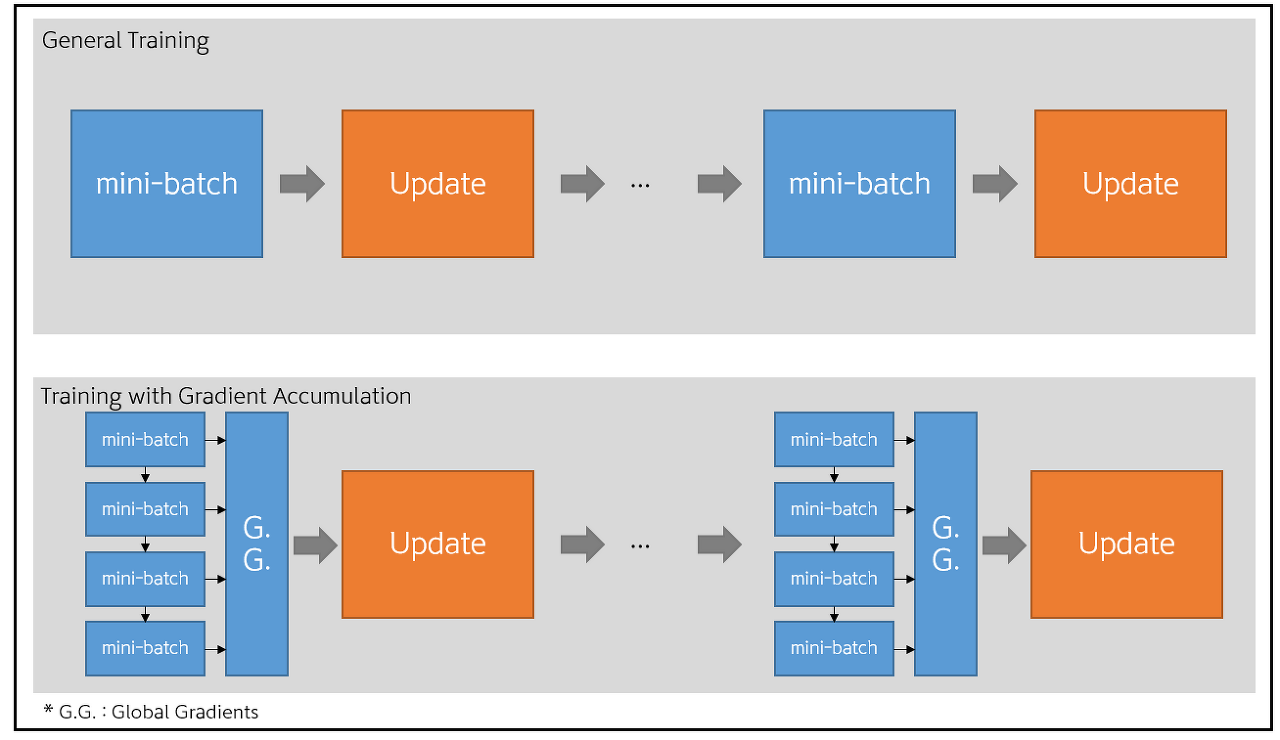 General Training
mini-batch
Update
...
mini-batch
Update
Training with Gradient Accumulation
mini-batch
mini-batch
mini-batch
mini-batch
G.
G.
Update
...
mini-batch
mini-batch
mini-batch
mini-batch
G.
G.
Update
* G.G. : Global Gradients